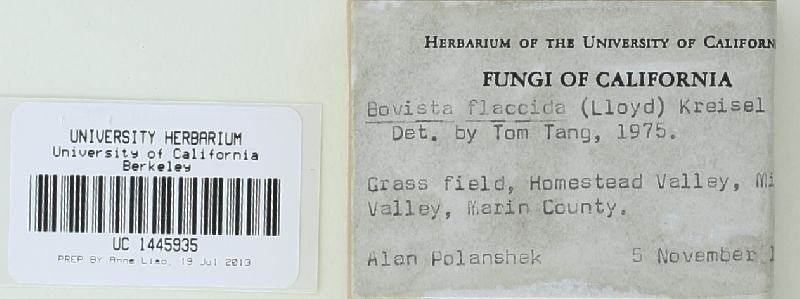 UNIVERSITY HERBARIUM
University of California
Berkeley
UC 1445935
PREP BY Anne Liao, 19 Jul 2013
HERBARIUM OF THE UNIVERSITY OF CALIFORN
FUNGI OF CALIFORNIA
Bovista flaccida (Lloyd) Kreisel
Det. by Tom Tang, 1975.
Grass field, Homestead Valley, Mi
Valley, Marin County.
Alan Polanshek 5 November 1